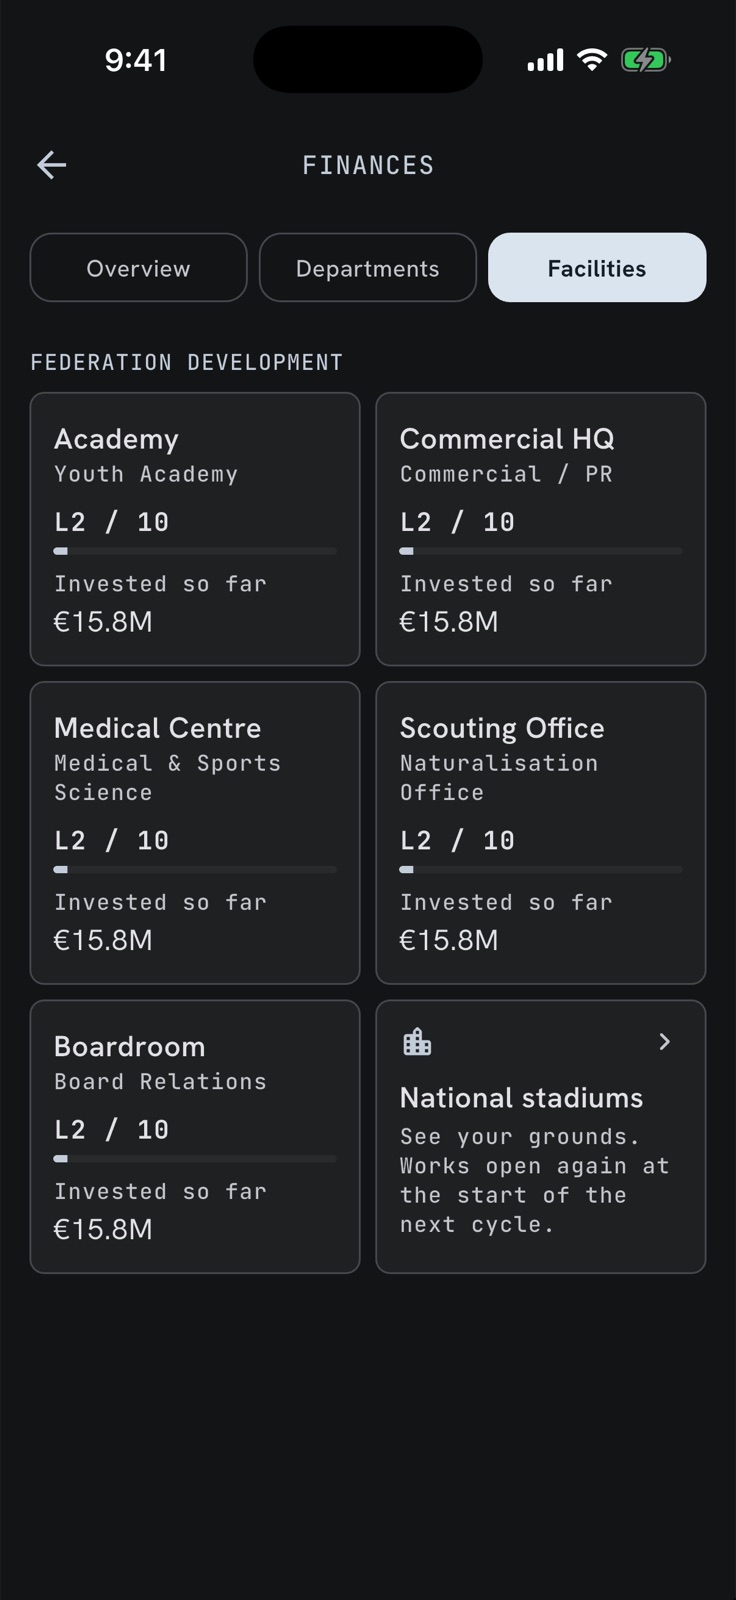 9:41
FINANCES
Overview
Departments
Facilities
FEDERATION DEVELOPMENT
Academy
Youth Academy
L2 / 10
Invested so far
€15.8M
Commercial HQ
Commercial / PR
L2 / 10
Invested so far
€15.8M
Medical Centre
Medical & Sports
Science
L2 / 10
Invested so far
€15.8M
Scouting Office
Naturalisation
Office
L2 / 10
Invested so far
€15.8M
Boardroom
Board Relations
L2 / 10
Invested so far
€15.8M
National stadiums
See your grounds.
Works open again at
the start of the
next cycle.